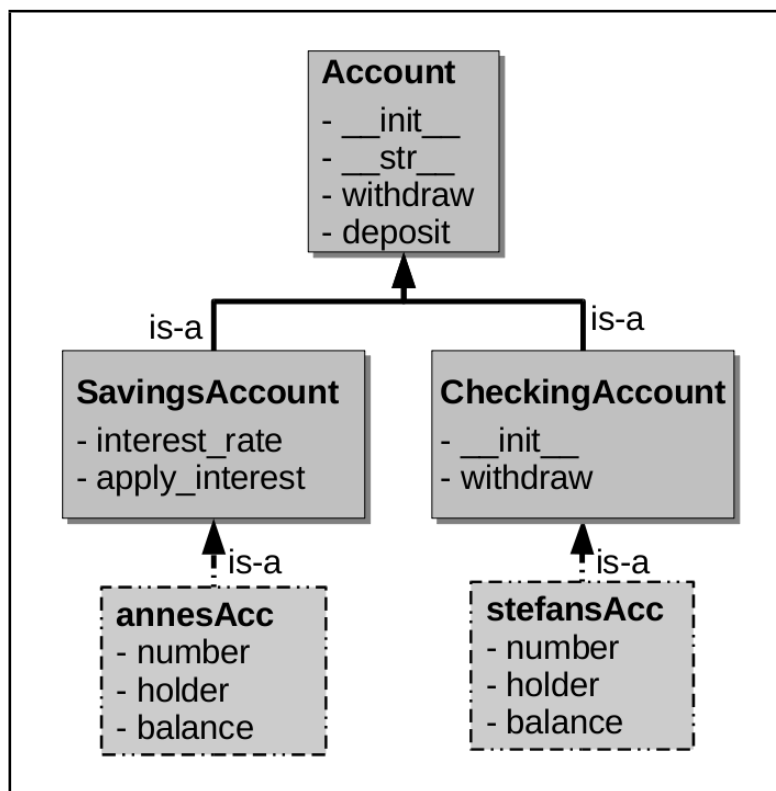 Account
- __init__
- __str__
- withdraw
- deposit
is-a
is-a
SavingsAccount
- interest_rate
- apply_interest
CheckingAccount
- __init__
- withdraw
is-a
is-a
annesAcc
- number
- holder
- balance
stefansAcc
- number
- holder
- balance